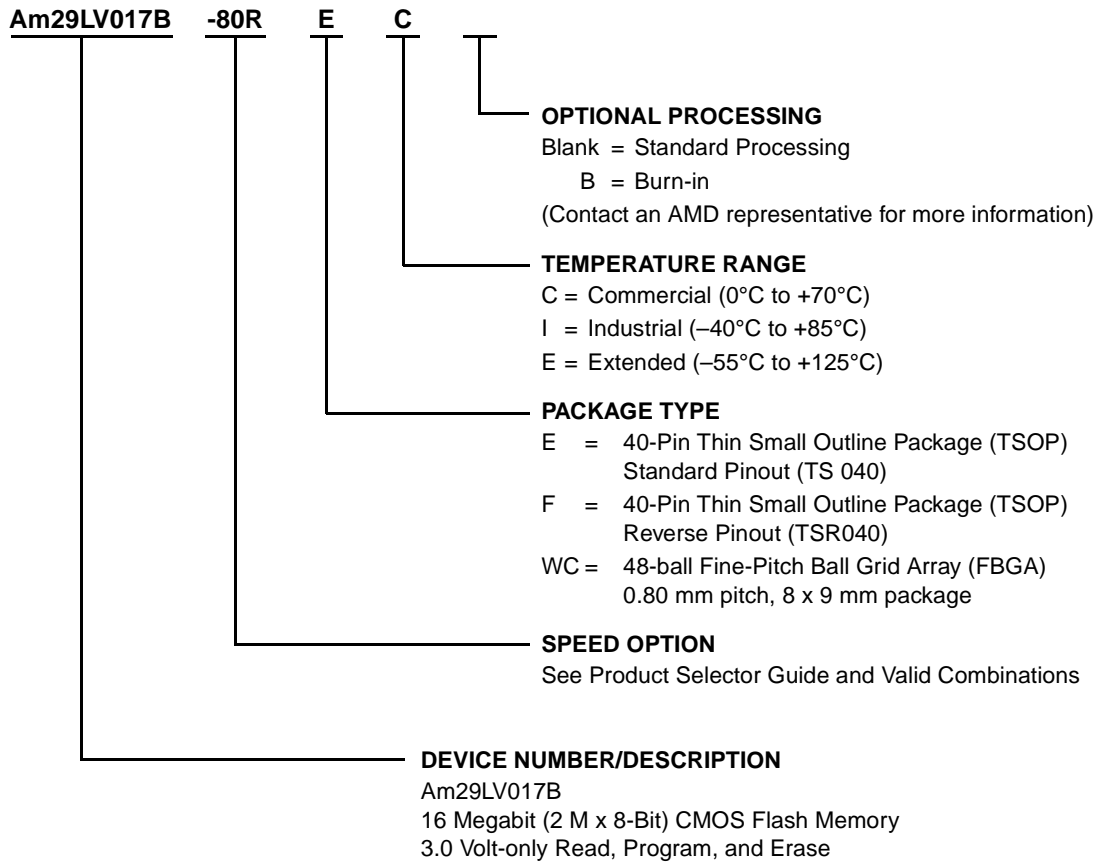 Am29LV017B -80R E C
OPTIONAL PROCESSING
Blank = Standard Processing
B = Burn-in
(Contact an AMD representative for more information)
TEMPERATURE RANGE
C = Commercial (0°C to +70°C)
I = Industrial (–40°C to +85°C)
E = Extended (–55°C to +125°C)
PACKAGE TYPE
E = 40-Pin Thin Small Outline Package (TSOP)
Standard Pinout (TS 040)
F = 40-Pin Thin Small Outline Package (TSOP)
Reverse Pinout (TSR040)
WC = 48-ball Fine-Pitch Ball Grid Array (FBGA)
0.80 mm pitch, 8 x 9 mm package
SPEED OPTION
See Product Selector Guide and Valid Combinations
DEVICE NUMBER/DESCRIPTION
Am29LV017B
16 Megabit (2 M x 8-Bit) CMOS Flash Memory
3.0 Volt-only Read, Program, and Erase